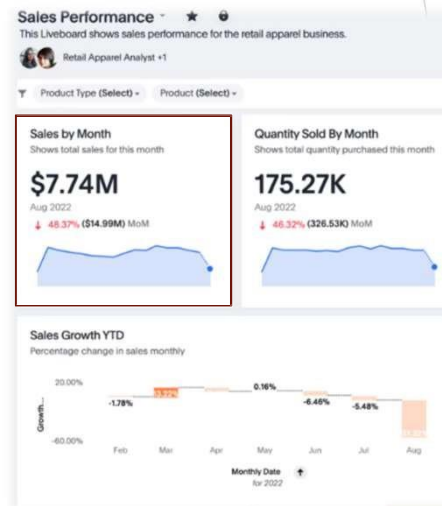 Sales Performance
This Liveboard shows sales performance for the retail apparel business.
Retail Apparel Analyst +1
Product Type (Select)
Product (Select)
Sales by Month
Shows total sales for this month
$7.74M
Aug 2022
↓ 48.37% ($14.99M) MoM
Quantity Sold By Month
Shows total quantity purchased this month
175.27K
Aug 2022
↓ 46.32% (326.53K) MoM
Sales Growth YTD
Percentage change in sales monthly
20.00%
-60.00%
Growth...
-1.78%
0.16%
-6.46%
-5.48%
Feb Mar Apr May Jun Jul Aug
Monthly Date ↑
for 2022